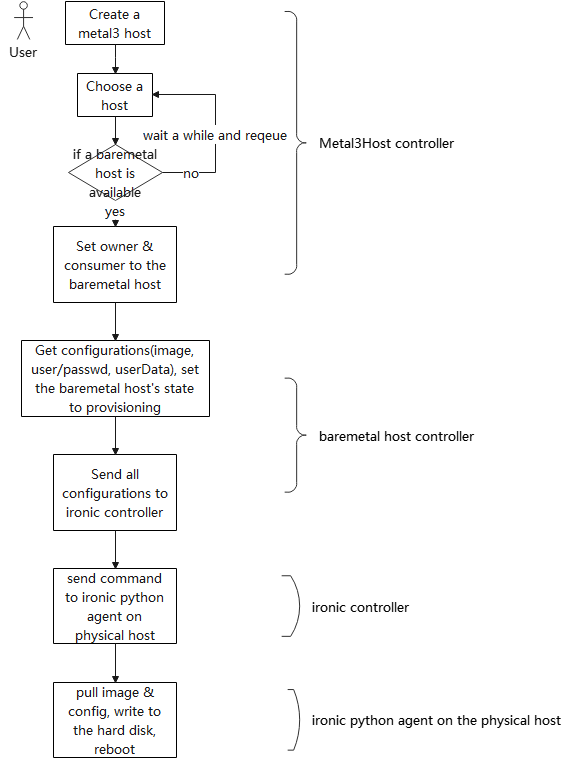 Create a
metal3 host
User
Choose a
host
wait a while and reqeue
Metal3Host controller
if a baremetal
host is
available
no
yes
Set owner &
consumer to the
baremetal host
Get configurations(image,
user/passwd, userData), set
the baremetal host's state
to provisioning
baremetal host controller
Send all
configurations to
ironic controller
send command
to ironic python
agent on
physical host
ironic controller
pull image &
config, write to
the hard disk,
reboot
ironic python agent on the physical host